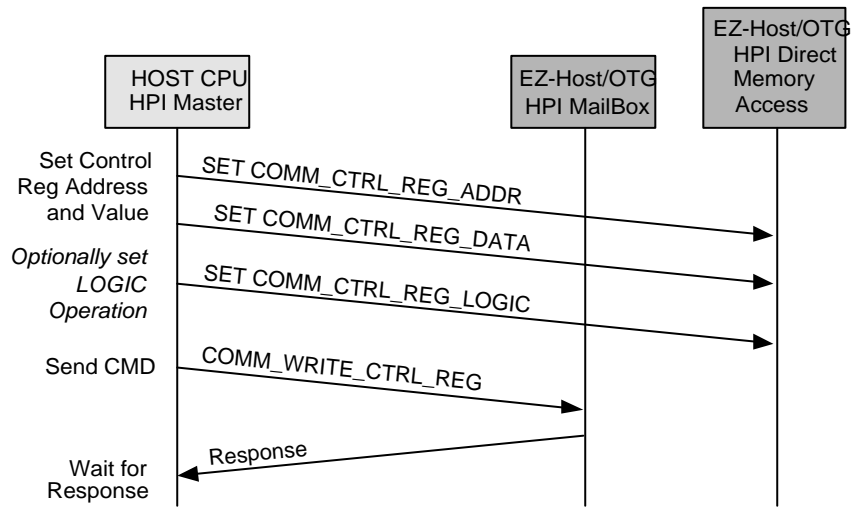 EZ-Host/OTG
HPI Direct
Memory
Access
HOST CPU
HPI Master
EZ-Host/OTG
HPI MailBox
Set Control
Reg Address
and Value
SET COMM_CTRL_REG_ADDR
SET COMM_CTRL_REG_DATA
Optionally set
LOGIC
Operation
SET COMM_CTRL_REG_LOGIC
Send CMD
COMM_WRITE_CTRL_REG
Response
Wait for
Response